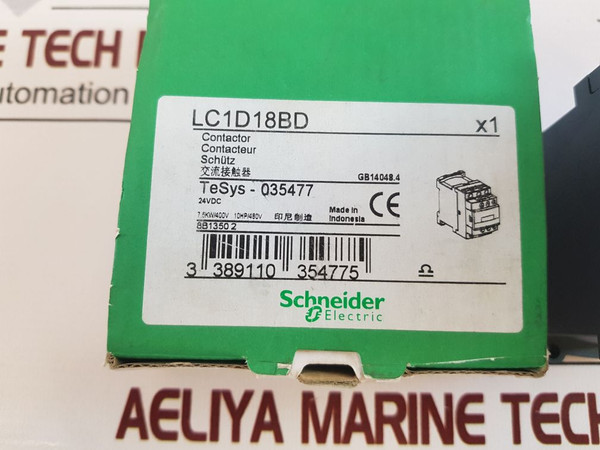 NE TECH M
utomation
LC1D18BD x1
Contactor
Contacteur
Schütz
交流接触器 GB14048.4
TeSys - 035477
24VDC
7.5KW/400V 10HP/480V 印尼制造 Made in Indonesia CE
8B1350 2
3 389110 354775
Schneider
Electric
AELIYA MARINE TECH